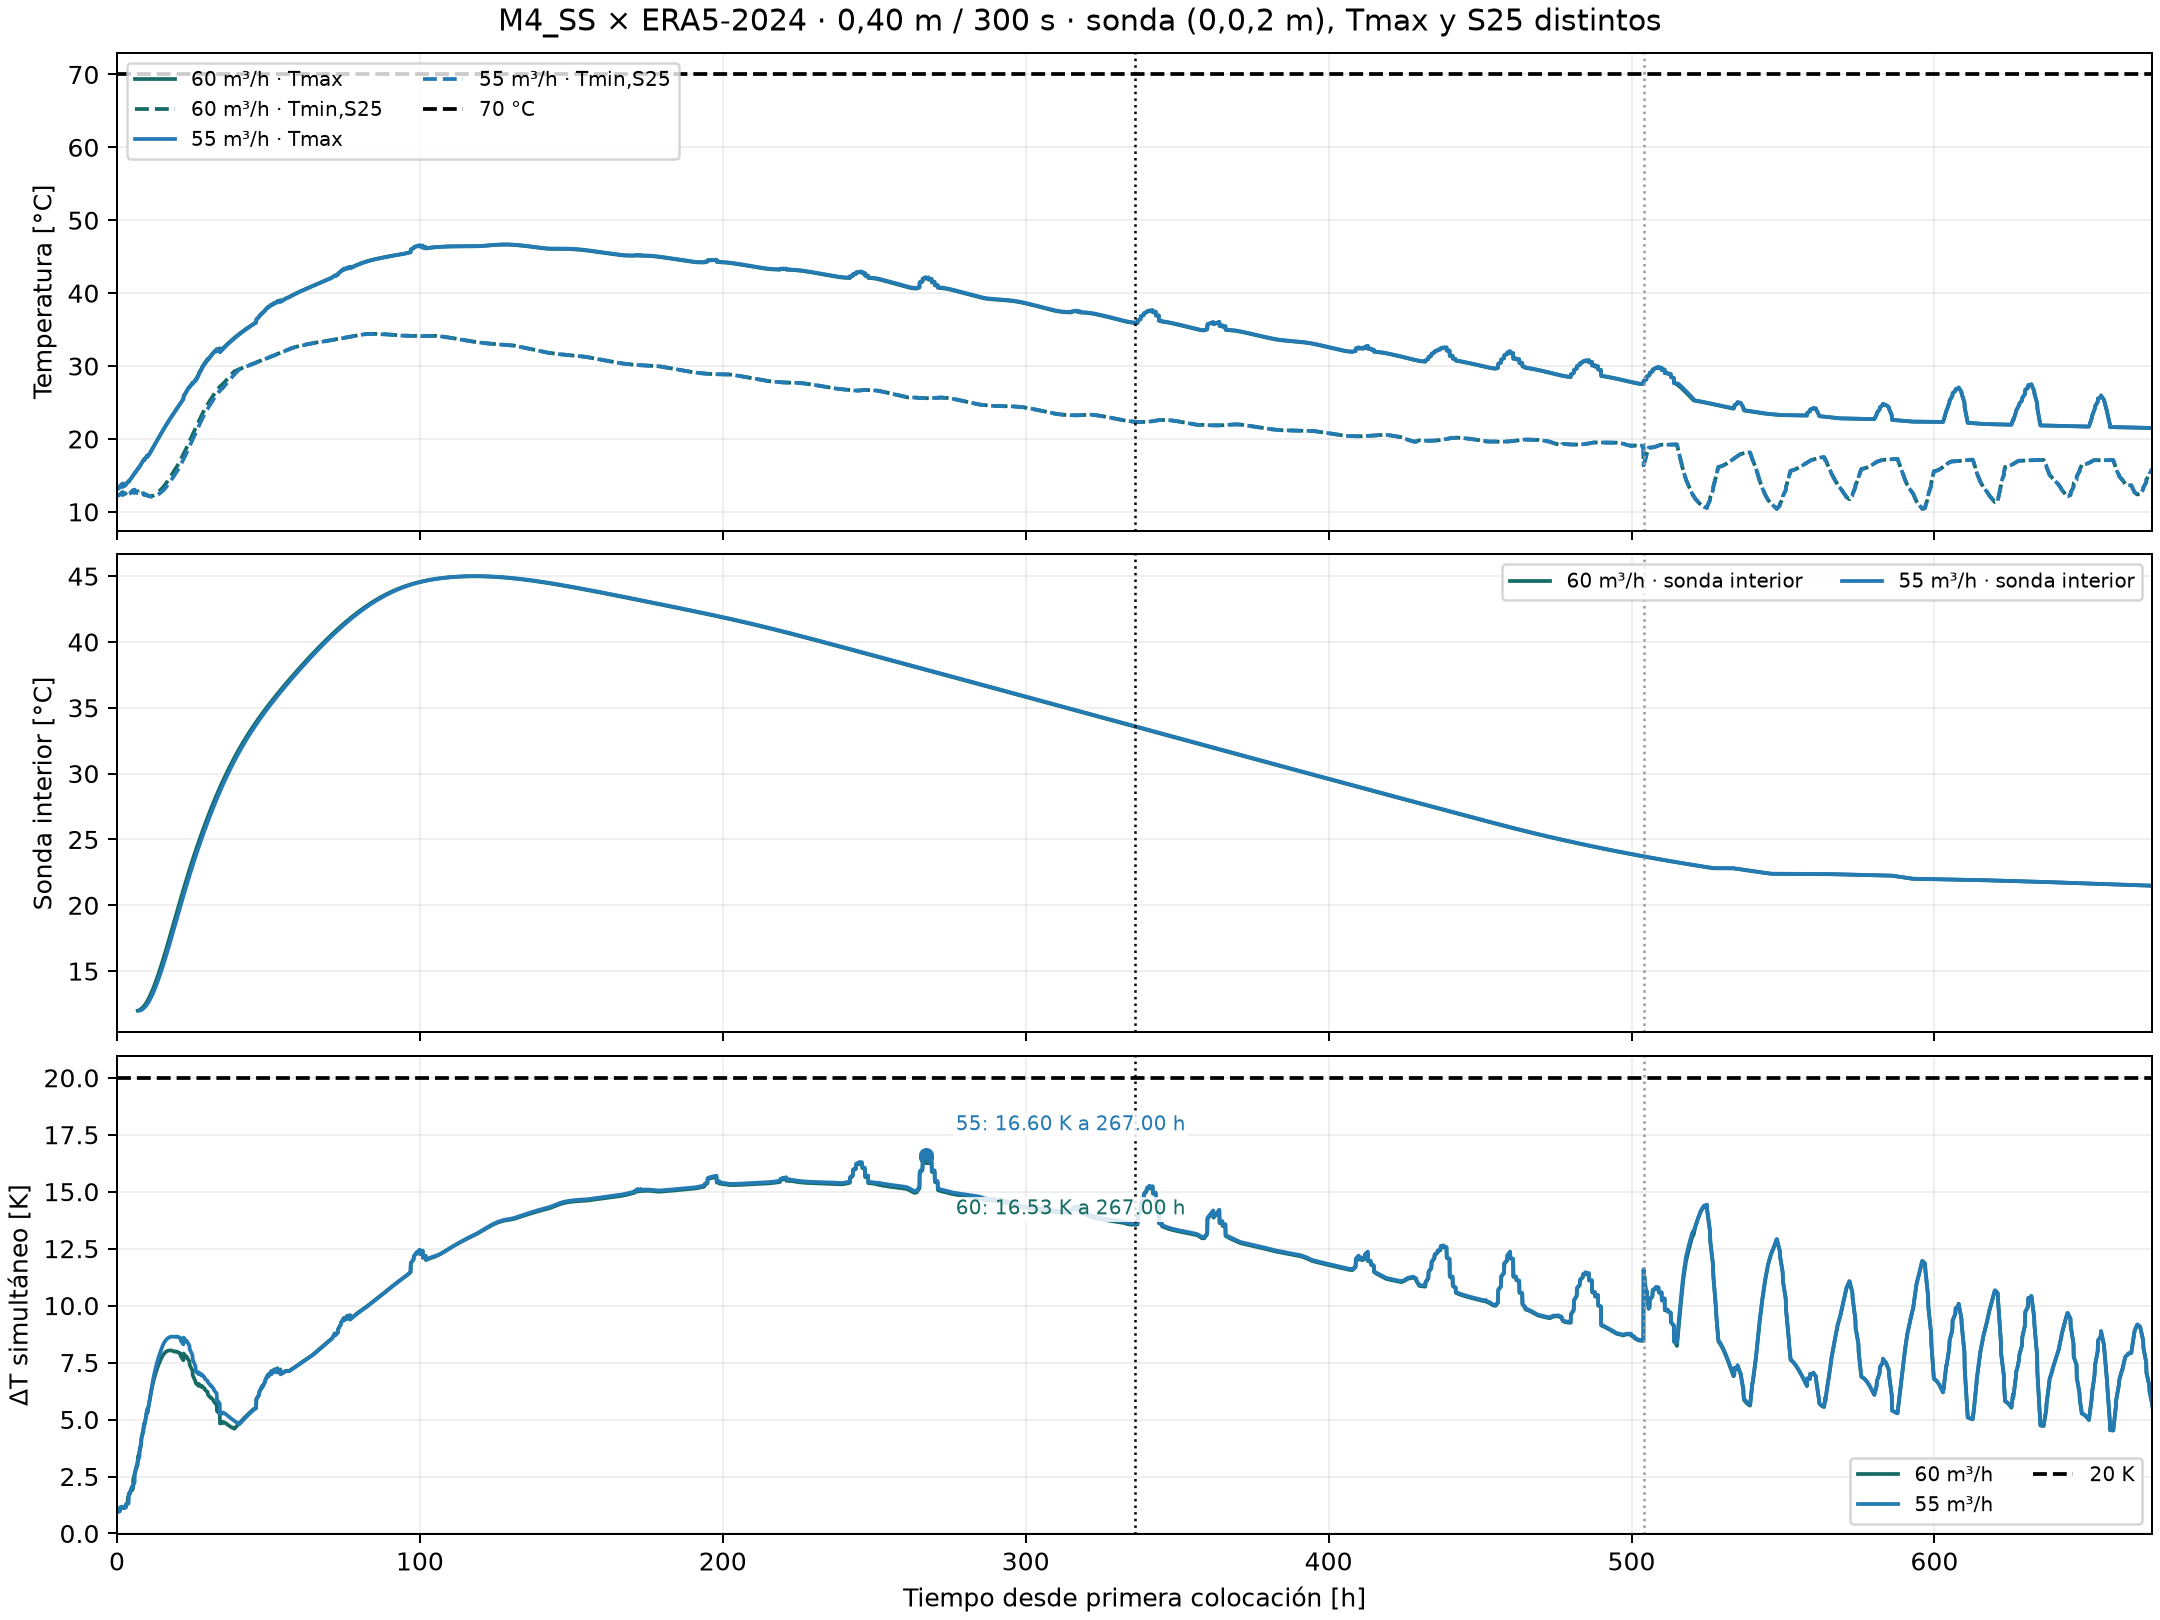 M4_SS × ERA5-2024 · 0,40 m / 300 s · sonda (0,0,2 m), Tmax y S25 distintos
Temperatura [°C]
70
60
50
40
30
20
10
60 m³/h · Tmax
60 m³/h · Tmin,S25
55 m³/h · Tmax
55 m³/h · Tmin,S25
70 °C
Sonda interior [°C]
45
40
35
30
25
20
15
60 m³/h · sonda interior
55 m³/h · sonda interior
ΔT simultáneo [K]
20.0
17.5
15.0
12.5
10.0
7.5
5.0
2.5
0.0
55: 16.60 K a 267.00 h
60: 16.53 K a 267.00 h
60 m³/h
55 m³/h
20 K
0 100 200 300 400 500 600
Tiempo desde primera colocación [h]